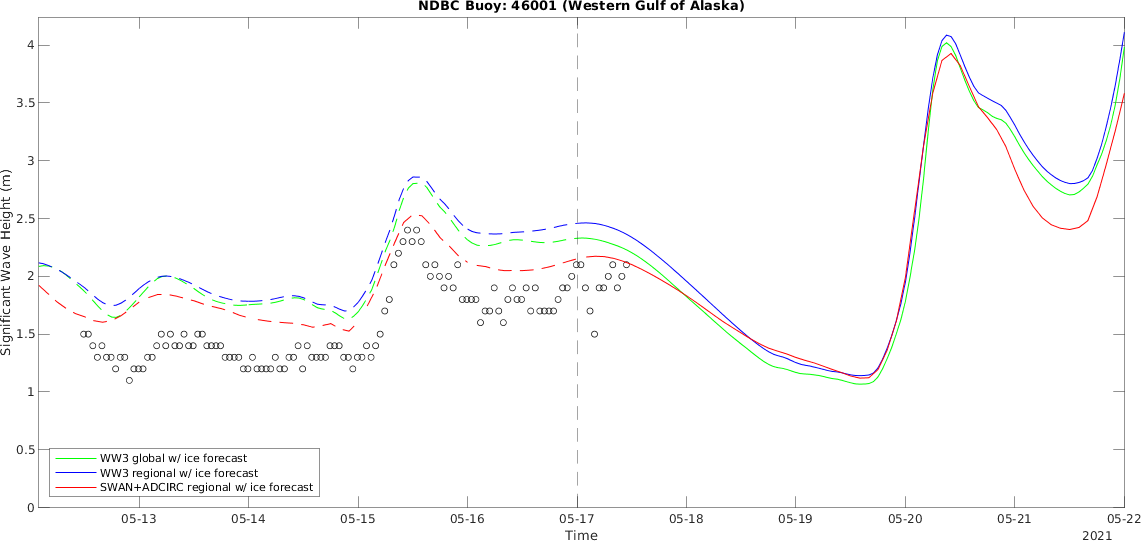 NDBC Buoy: 46001 (Western Gulf of Alaska)
Significant Wave Height (m)
4
3.5
3
2.5
2
1.5
1
0.5
0
WW3 global w/ ice forecast
WW3 regional w/ ice forecast
SWAN+ADCIRC regional w/ ice forecast
05-13 05-14 05-15 05-16 05-17 05-18 05-19 05-20 05-21 05-22
Time
2021